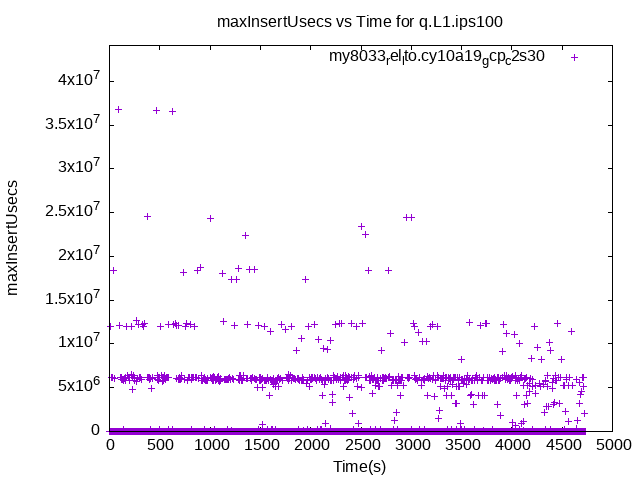 maxInsertUsecs vs Time for q.L1.ips100
my8033relto.cy10a19gcpc2s30
4x10^7
3.5x10^7
3x10^7
2.5x10^7
2x10^7
1.5x10^7
1x10^7
5x10^6
0
maxInsertUsecs
0 500 1000 1500 2000 2500 3000 3500 4000 4500 5000
Time(s)